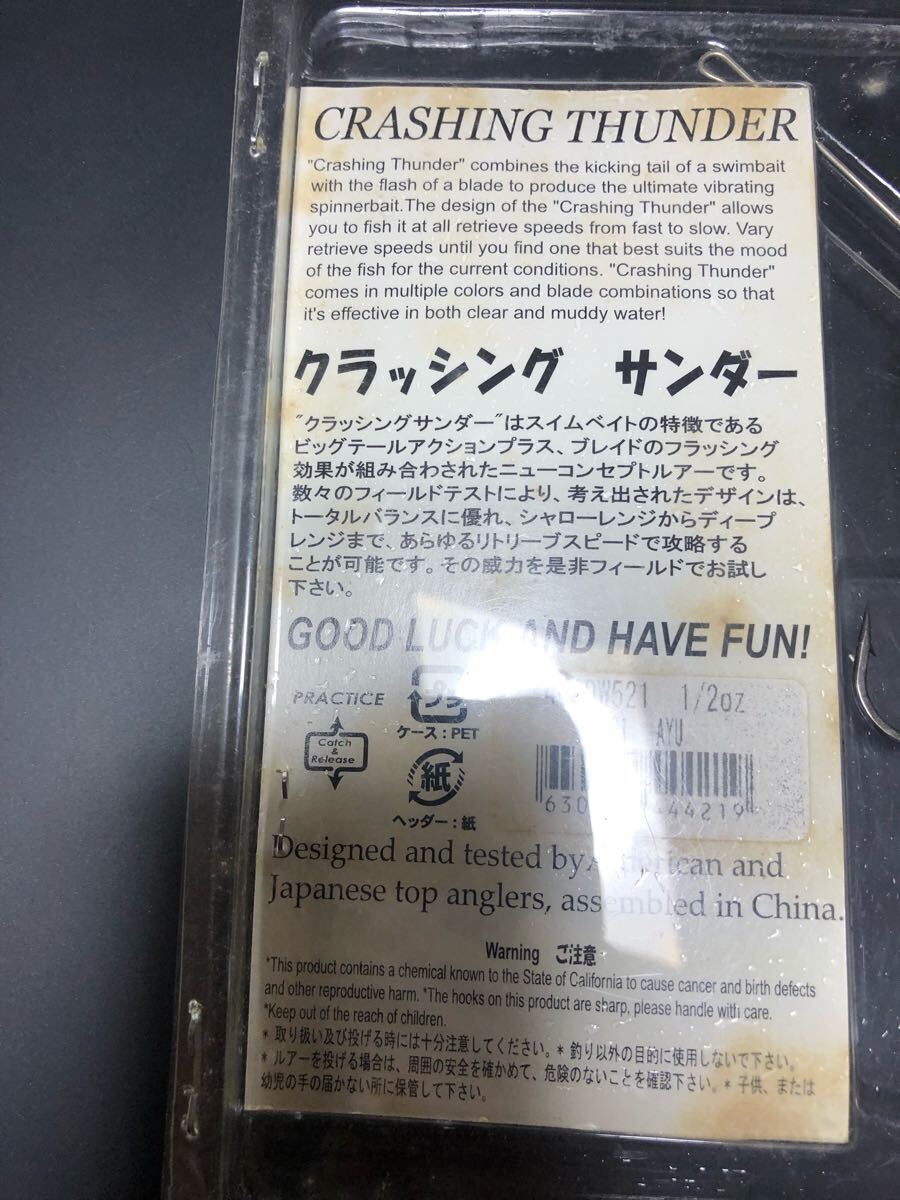 CRASHING THUNDER
"Crashing Thunder" combines the kicking tail of a swimbait
with the flash of a blade to produce the ultimate vibrating
spinnerbait.The design of the "Crashing Thunder" allows
you to fish it at all retrieve speeds from fast to slow. Vary
retrieve speeds until you find one that best suits the mood
of the fish for the current conditions. "Crashing Thunder"
comes in multiple colors and blade combinations so that
it's effective in both clear and muddy water!
クラッシング サンダー
"クラッシングサンダー"はスイムベイトの特徴である
ビッグテールアクションプラス、ブレイドのフラッシング
効果が組み合わされたニューコンセプトルアーです。
数々のフィールドテストにより、考え出されたデザインは、
トータルバランスに優れ、シャローレンジからディープ
レンジまで、あらゆるリトリーブスピードで攻略する
ことが可能です。その威力を是非フィールドでお試し
下さい。
GOOD LUCK AND HAVE FUN!
PRACTICE
Catch
&
Release
ケース:PET
紙
ヘッダー:紙
1/2oz
AYU
44219
Designed and tested by American and
Japanese top anglers, assembled in China.
Warning ご注意
*This product contains a chemical known to the State of California to cause cancer and birth defects
and other reproductive harm. *The hooks on this product are sharp, please handle with care.
*Keep out of the reach of children.
* 取り扱い及び投げる時には十分注意してください。* 釣り以外の目的に使用しないで下さい。
* ルアーを投げる場合は、周囲の安全を確かめて、危険のないことを確認下さい。* 子供、または
幼児の手の届かない所に保管して下さい。